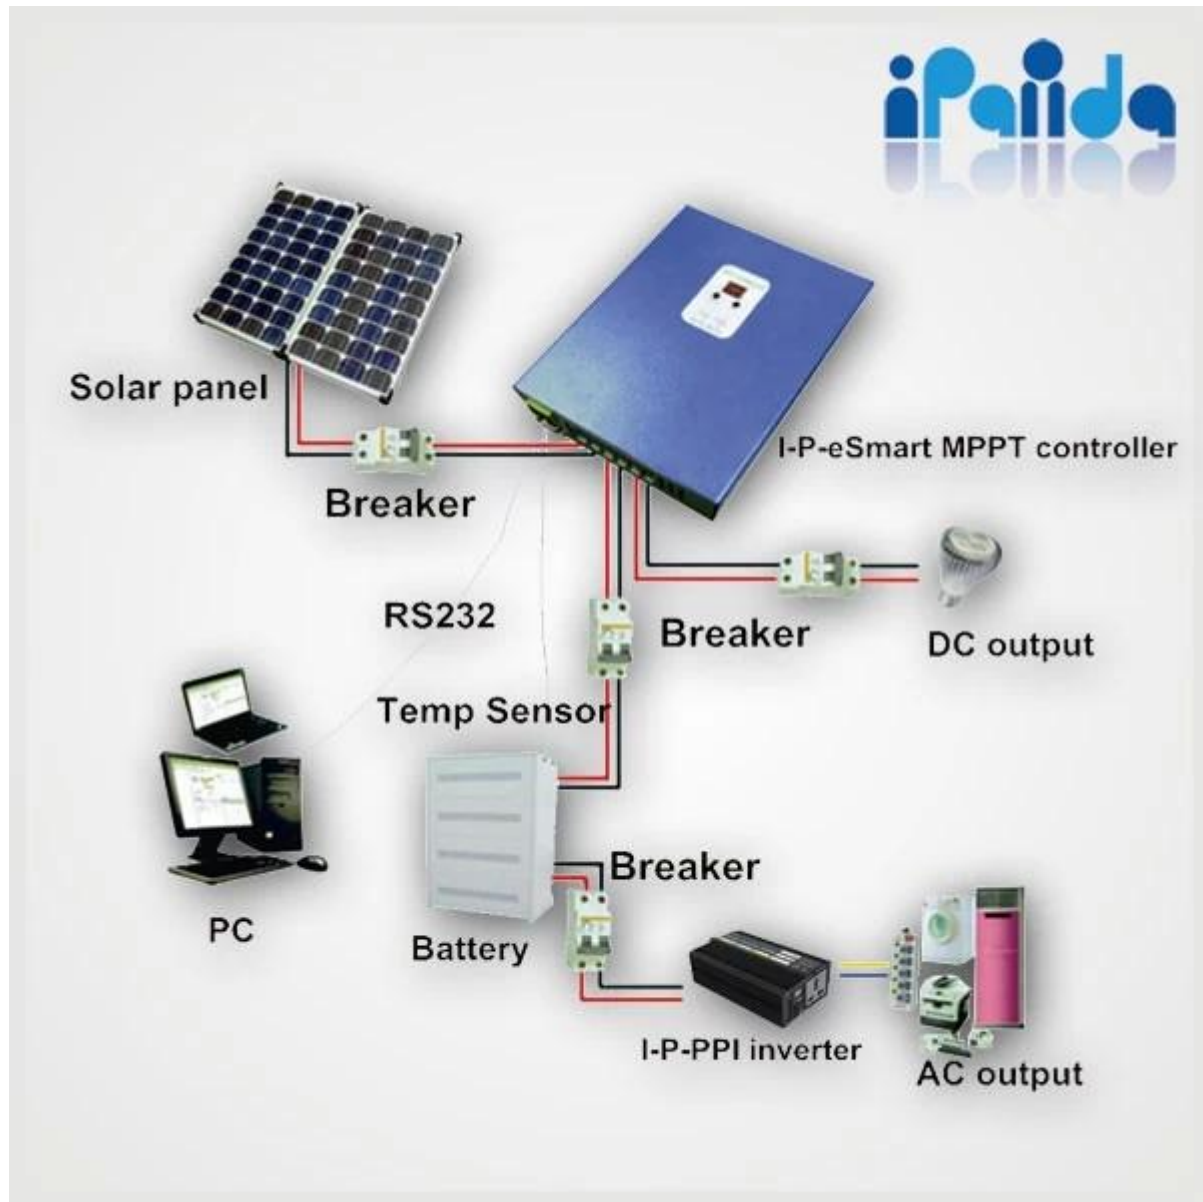 iPaiida
Solar panel
I-P-eSmart MPPT controller
Breaker
RS232
Breaker
DC output
Temp Sensor
Breaker
PC
Battery
I-P-PPI inverter
AC output